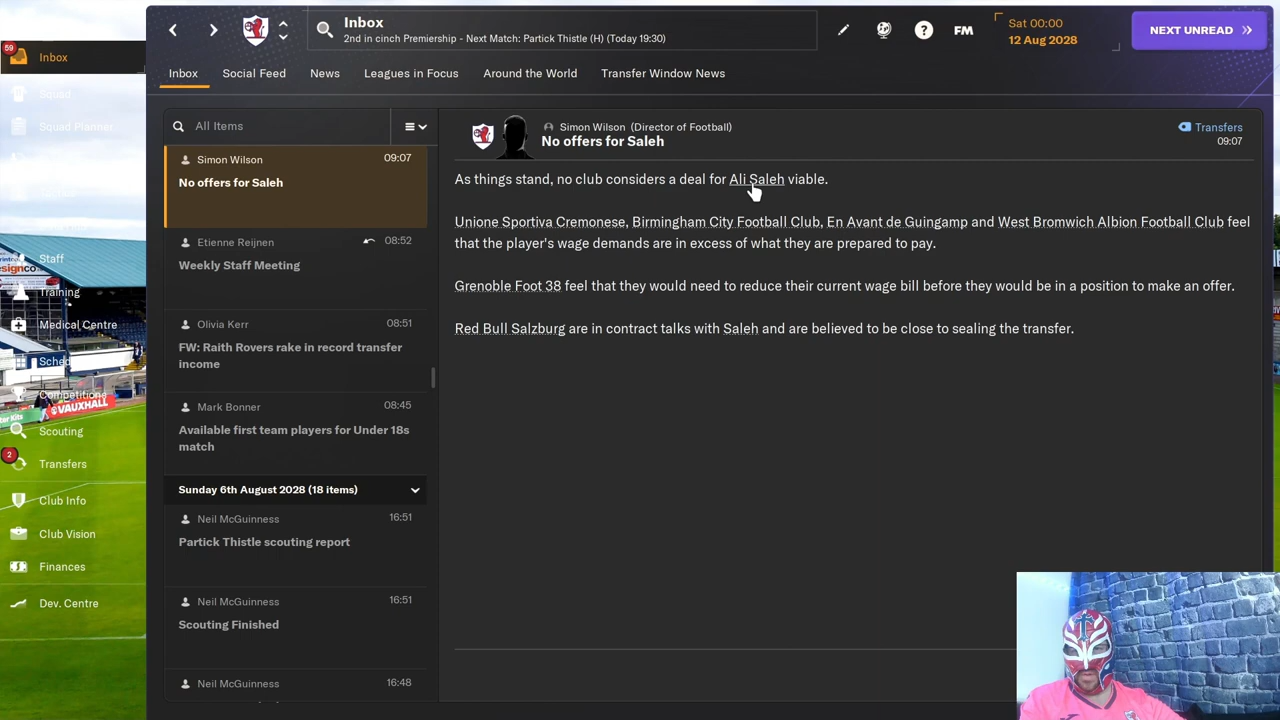 Inbox
2nd in cinch Premiership - Next Match: Partick Thistle (H) (Today 19:30)
?
FM
Sat 00:00
12 Aug 2028
NEXT UNREAD
59
Inbox
Inbox
Social Feed
News
Leagues in Focus
Around the World
Transfer Window News
Squad
Squad Planner
Staff
Training
Medical Centre
Sched
Competitions
VAUXHALL
Scouting
2
Transfers
Club Info
Club Vision
Finances
Dev. Centre
All Items
Simon Wilson
09:07
No offers for Saleh
Etienne Reijnen
08:52
Weekly Staff Meeting
Olivia Kerr
08:51
FW: Raith Rovers rake in record transfer
income
Mark Bonner
08:45
Available first team players for Under 18s
match
Sunday 6th August 2028 (18 items)
Neil McGuinness
16:51
Partick Thistle scouting report
Neil McGuinness
16:51
Scouting Finished
Neil McGuinness
16:48
Simon Wilson (Director of Football)
No offers for Saleh
Transfers
09:07
As things stand, no club considers a deal for Ali Saleh viable.
Unione Sportiva Cremonese, Birmingham City Football Club, En Avant de Guingamp and West Bromwich Albion Football Club feel
that the player's wage demands are in excess of what they are prepared to pay.
Grenoble Foot 38 feel that they would need to reduce their current wage bill before they would be in a position to make an offer.
Red Bull Salzburg are in contract talks with Saleh and are believed to be close to sealing the transfer.